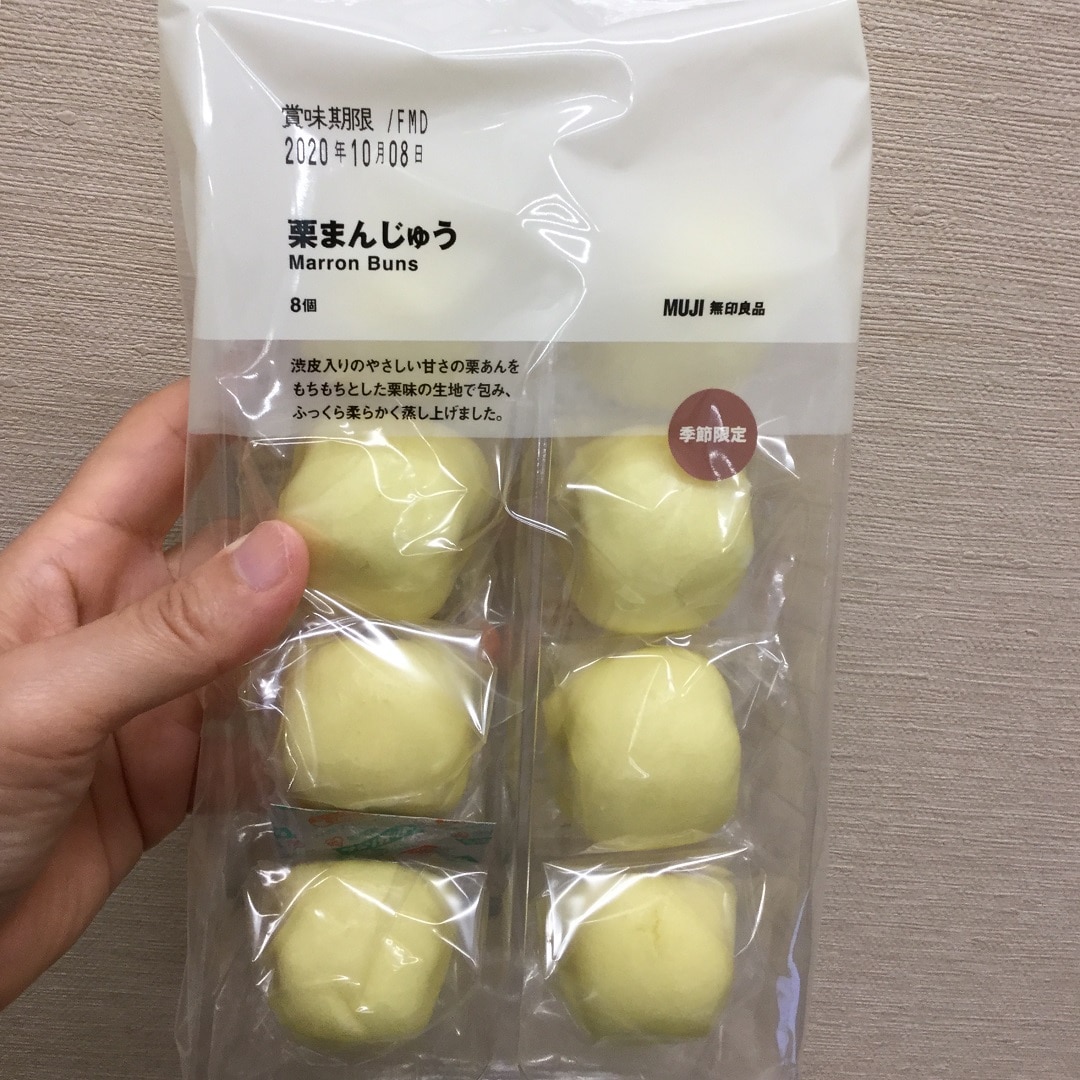 賞味期限 /FMD
2020年10月08日
栗まんじゅう
Marron Buns
8個
MUJI 無印良品
渋皮入りのやさしい甘さの栗あんを
もちもちとした栗味の生地で包み、
ふっくら柔らかく蒸し上げました。
季節限定